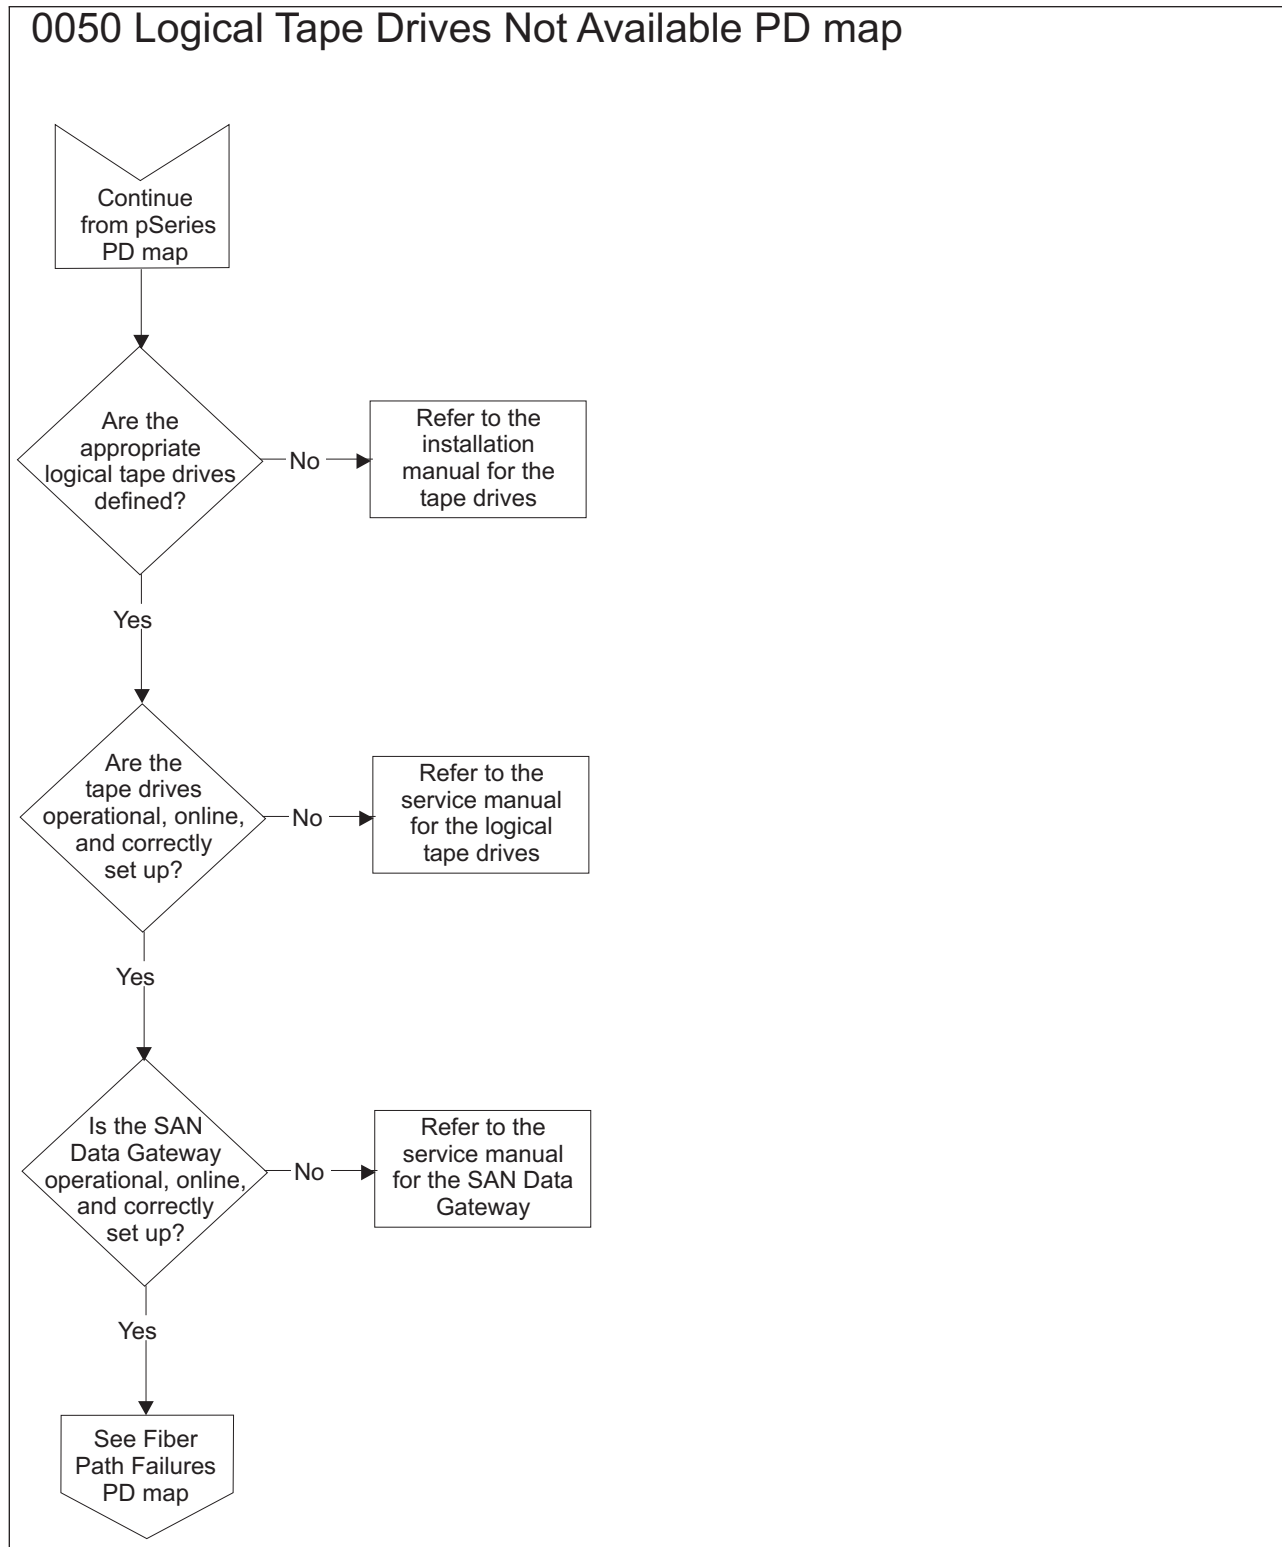 0050 Logical Tape Drives Not Available PD map
Continue
from pSeries
PD map
Are the
appropriate
logical tape drives
defined?
No
Refer to the
installation
manual for the
tape drives
Yes
Are the
tape drives
operational, online,
and correctly
set up?
No
Refer to the
service manual
for the logical
tape drives
Yes
Is the SAN
Data Gateway
operational, online,
and correctly
set up?
No
Refer to the
service manual
for the SAN Data
Gateway
Yes
See Fiber
Path Failures
PD map